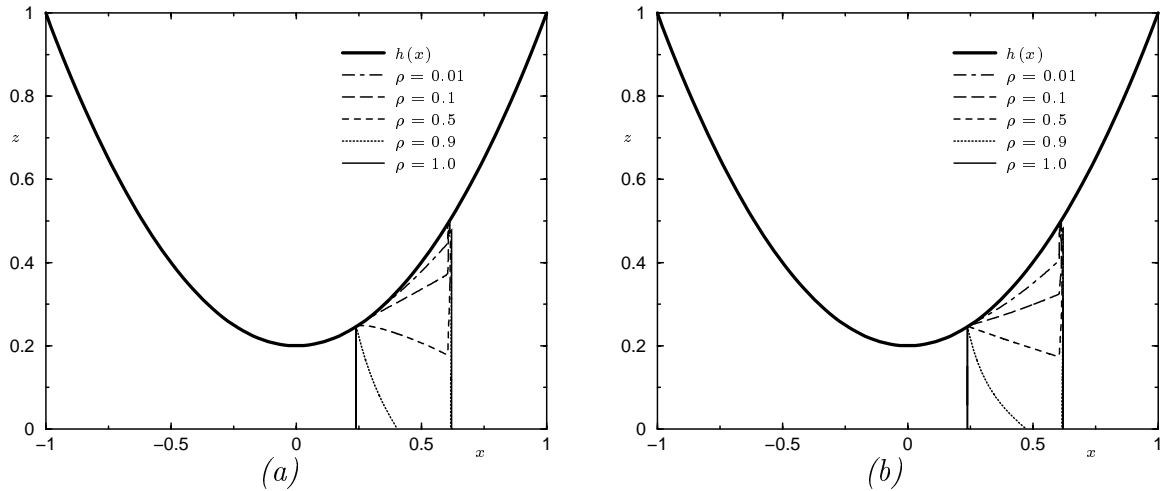 1
0.8
z
0.6
0.4
0.2
0
−1
−0.5
0
0.5
x
1
h(x)
ρ = 0.01
ρ = 0.1
ρ = 0.5
ρ = 0.9
ρ = 1.0
(a)
1
0.8
z
0.6
0.4
0.2
0
−1
−0.5
0
0.5
x
1
h(x)
ρ = 0.01
ρ = 0.1
ρ = 0.5
ρ = 0.9
ρ = 1.0
(b)